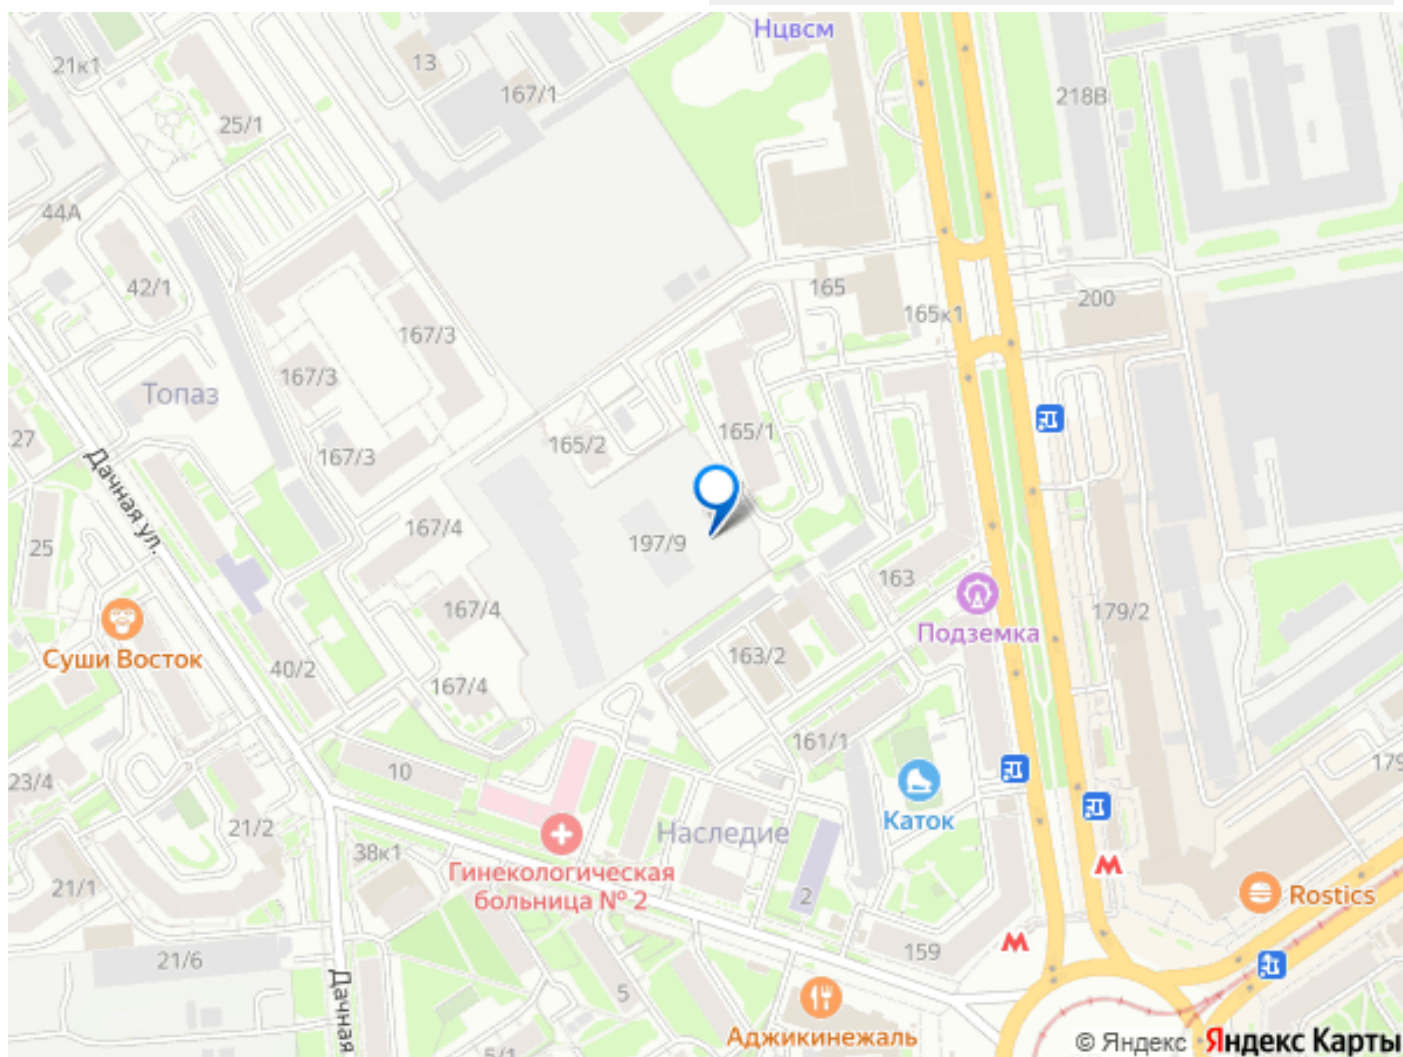 Нцвсм
21к1
13
167/1
218В
25/1
44А
42/1
165
200
165к1
167/3
167/3
Топаз
165/1
27
165/2
167/3
Дачная ул.
167/4
197/9
25
163
167/4
179/2
Подземка
Суши Восток
163/2
40/2
167/4
161/1
10
179
23/4
Каток
21/2
Наследие
38к1
Гинекологическая
больница № 2
21/1
2
Rostics
159
21/6
5
Дачная
Аджикинежаль
5/1
© Яндекс Яндекс Карты